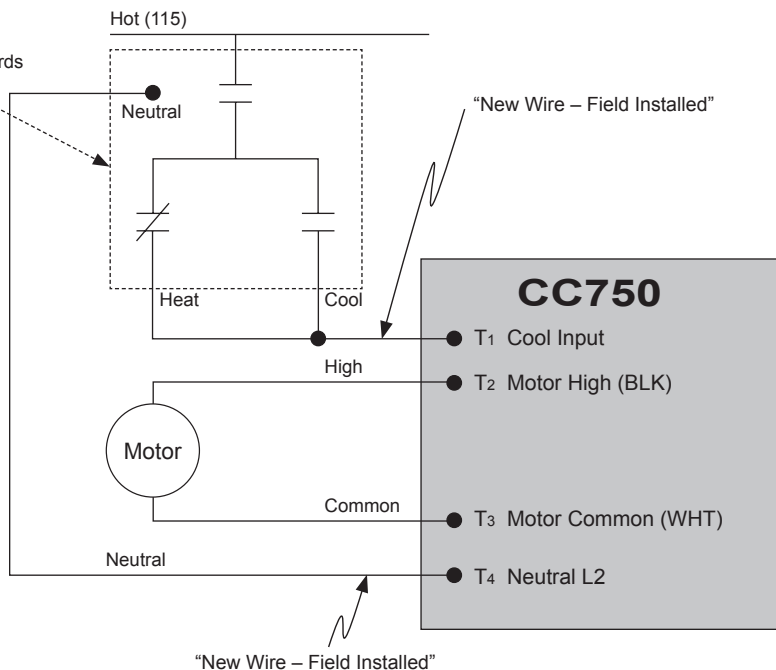 Hot (115)
Neutral
“New Wire – Field Installed”
Heat
Cool
CC750
T1 Cool Input
High
T2 Motor High (BLK)
Motor
Common
T3 Motor Common (WHT)
Neutral
T4 Neutral L2
“New Wire – Field Installed”